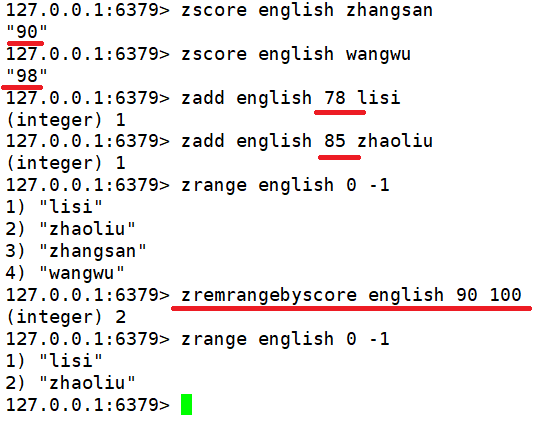 127.0.0.1:6379> zscore english zhangsan
"90"
127.0.0.1:6379> zscore english wangwu
"98"
127.0.0.1:6379> zadd english 78 lisi
(integer) 1
127.0.0.1:6379> zadd english 85 zhaoliu
(integer) 1
127.0.0.1:6379> zrange english 0 -1
1) "lisi"
2) "zhaoliu"
3) "zhangsan"
4) "wangwu"
127.0.0.1:6379> zremrangebyscore english 90 100
(integer) 2
127.0.0.1:6379> zrange english 0 -1
1) "lisi"
2) "zhaoliu"
127.0.0.1:6379>